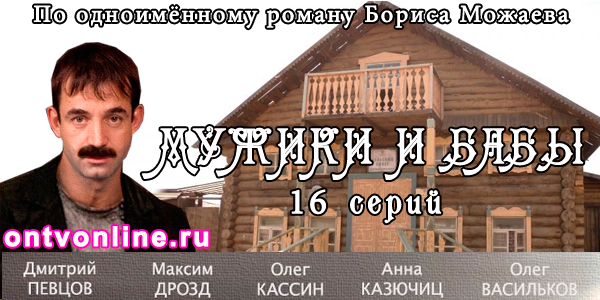 По одноимённому роману Бориса Можаева
МУЖИКИ И БАБЫ
16 серий
ontvonline.ru
Дмитрий ПЕВЦОВ
Максим ДРОЗД
Олег КАССИН
Анна КАЗЮЧИЦ
Олег ВАСИЛЬКОВ